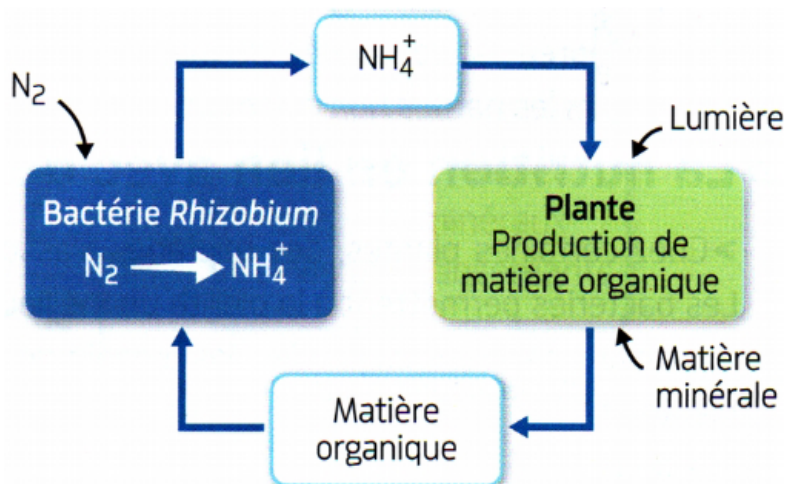 NH₄⁺
N₂
Lumière
Bactérie Rhizobium
N₂ → NH₄⁺
Plante
Production de
matière organique
Matière
organique
Matière
minérale